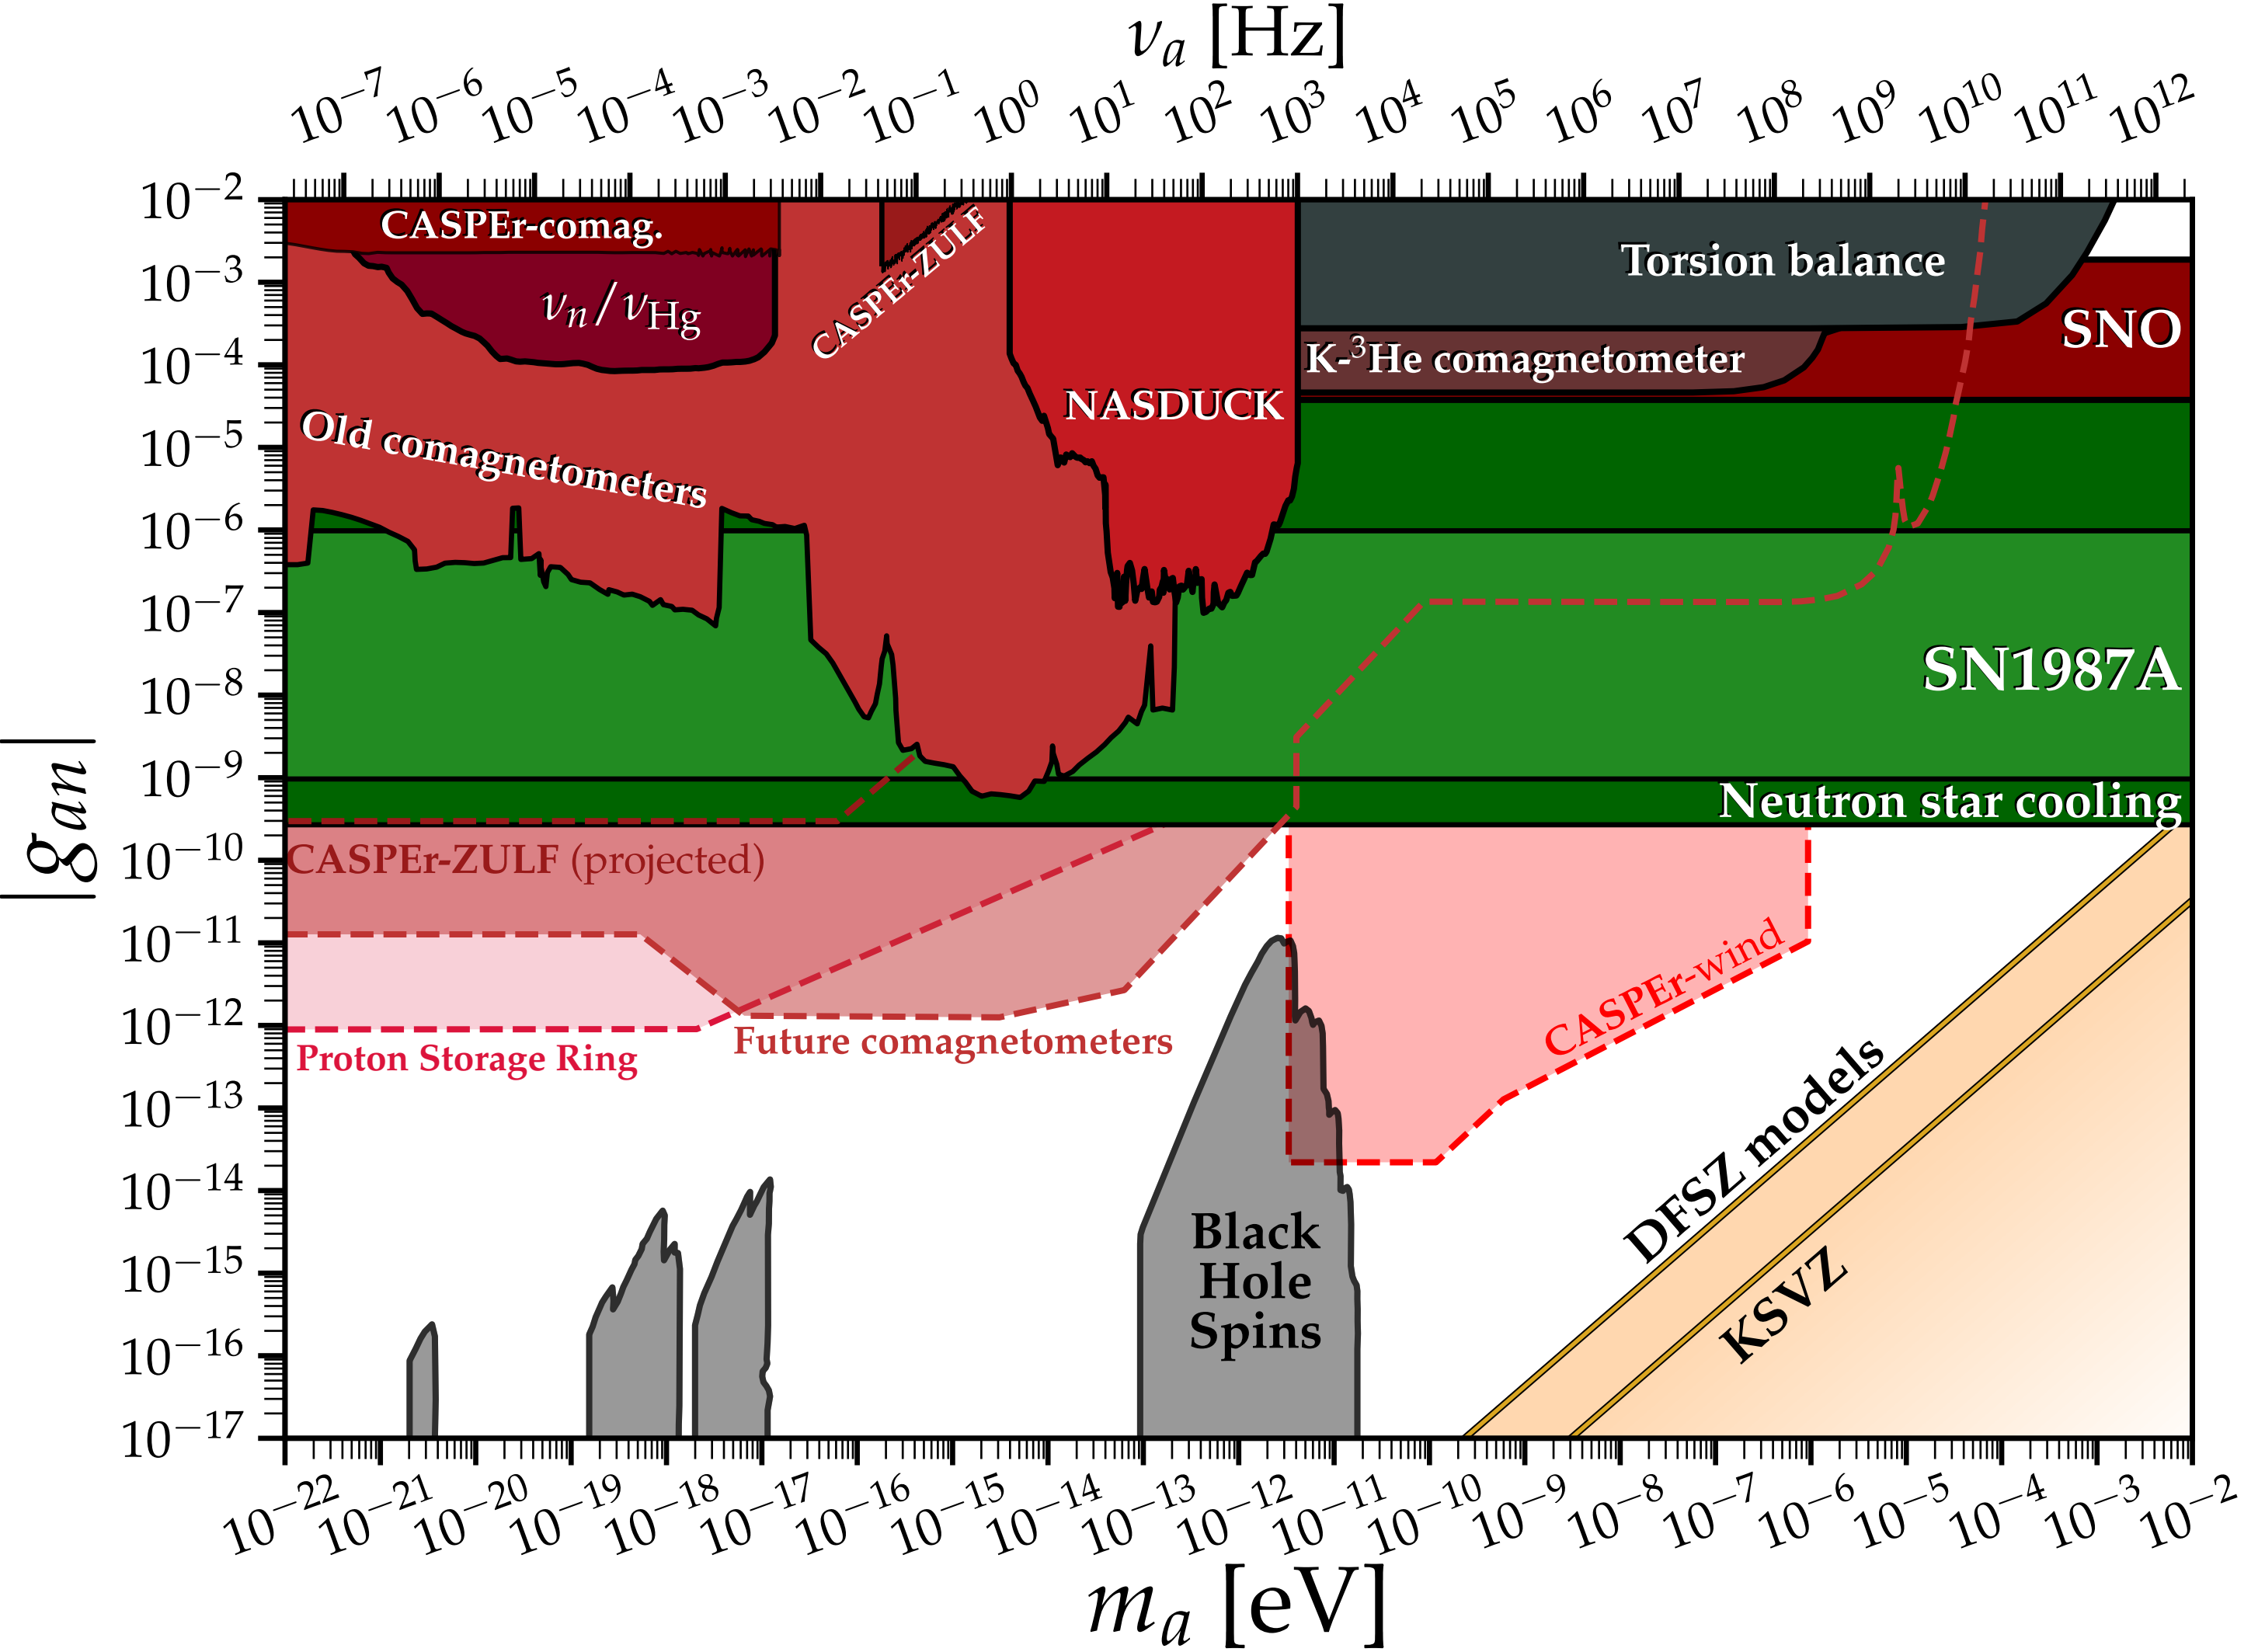 ν_a [Hz]
10^−7 10^−6 10^−5 10^−4 10^−3 10^−2 10^−1 10^0 10^1 10^2 10^3 10^4 10^5 10^6 10^7 10^8 10^9 10^10 10^11 10^12
10^−2
10^−3
10^−4
10^−5
10^−6
10^−7
10^−8
10^−9
10^−10
10^−11
10^−12
10^−13
10^−14
10^−15
10^−16
10^−17
|g_an|
CASPEr-comag.
ν_n/ν_Hg
CASPEr-ZULF
Torsion balance
SNO
K-³He comagnetometer
NASDUCK
Old comagnetometers
SN1987A
Neutron star cooling
CASPEr-ZULF (projected)
CASPEr-wind
Future comagnetometers
Proton Storage Ring
DFSZ models
KSVZ
Black
Hole
Spins
10^−22 10^−21 10^−20 10^−19 10^−18 10^−17 10^−16 10^−15 10^−14 10^−13 10^−12 10^−11 10^−10 10^−9 10^−8 10^−7 10^−6 10^−5 10^−4 10^−3 10^−2
m_a [eV]